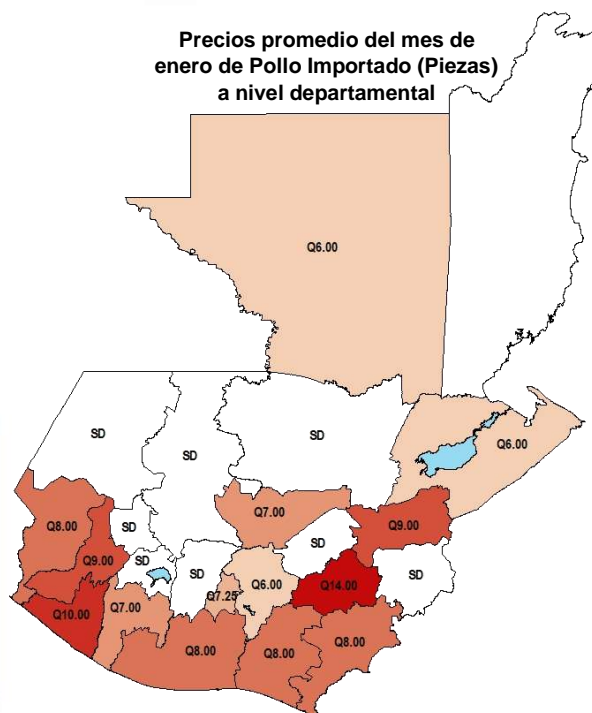 Precios promedio del mes de
enero de Pollo Importado (Piezas)
a nivel departamental
Q6.00
SD
SD
SD
Q6.00
Q8.00
SD
Q7.00
Q9.00
Q9.00
SD
SD
SD
Q6.00
Q14.00
SD
Q10.00
Q7.00
Q7.25
Q8.00
Q8.00
Q8.00